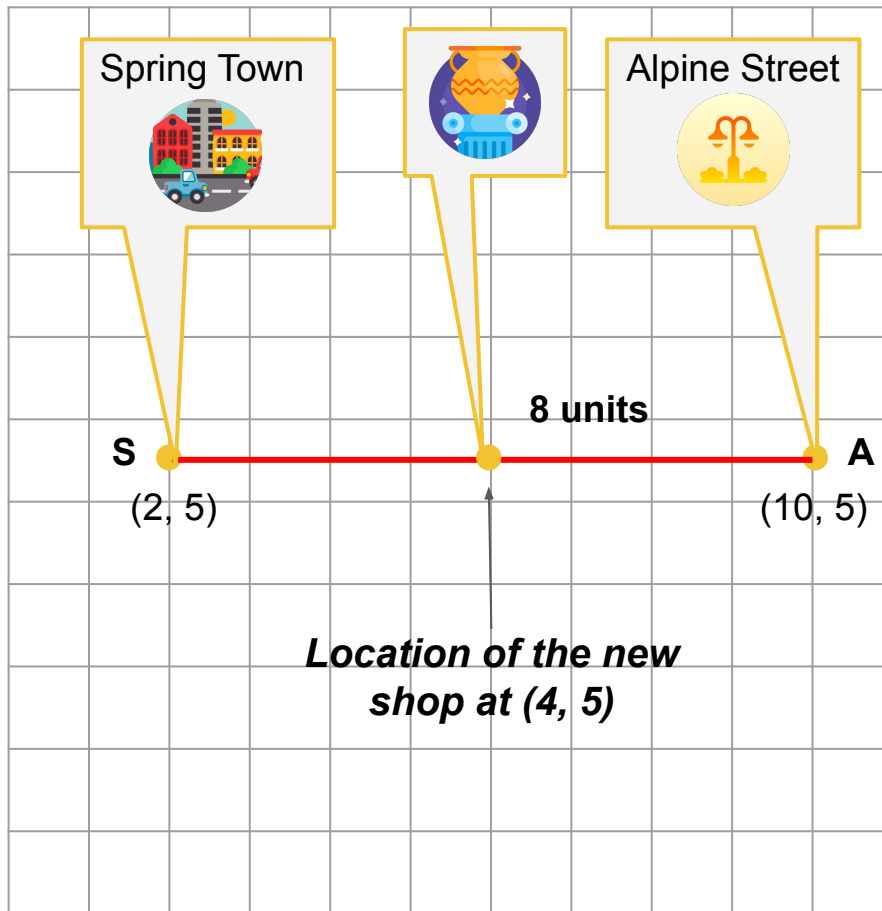 Spring Town
Alpine Street
8 units
S
A
(2, 5)
(10, 5)
Location of the new
shop at (4, 5)